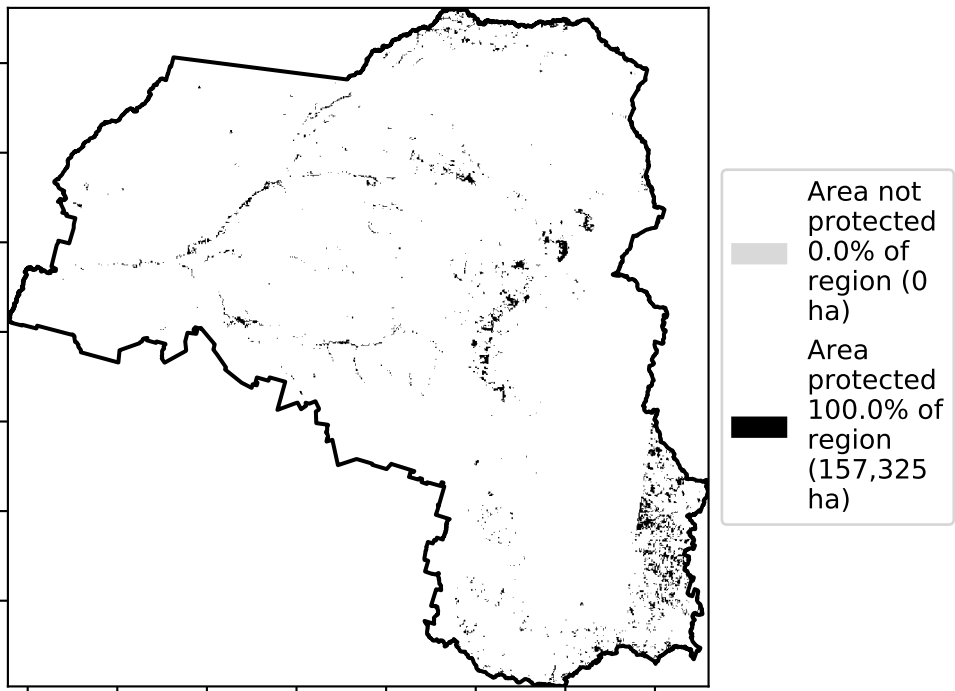 Area not
protected
0.0% of
region (0
ha)
Area
protected
100.0% of
region
(157,325
ha)